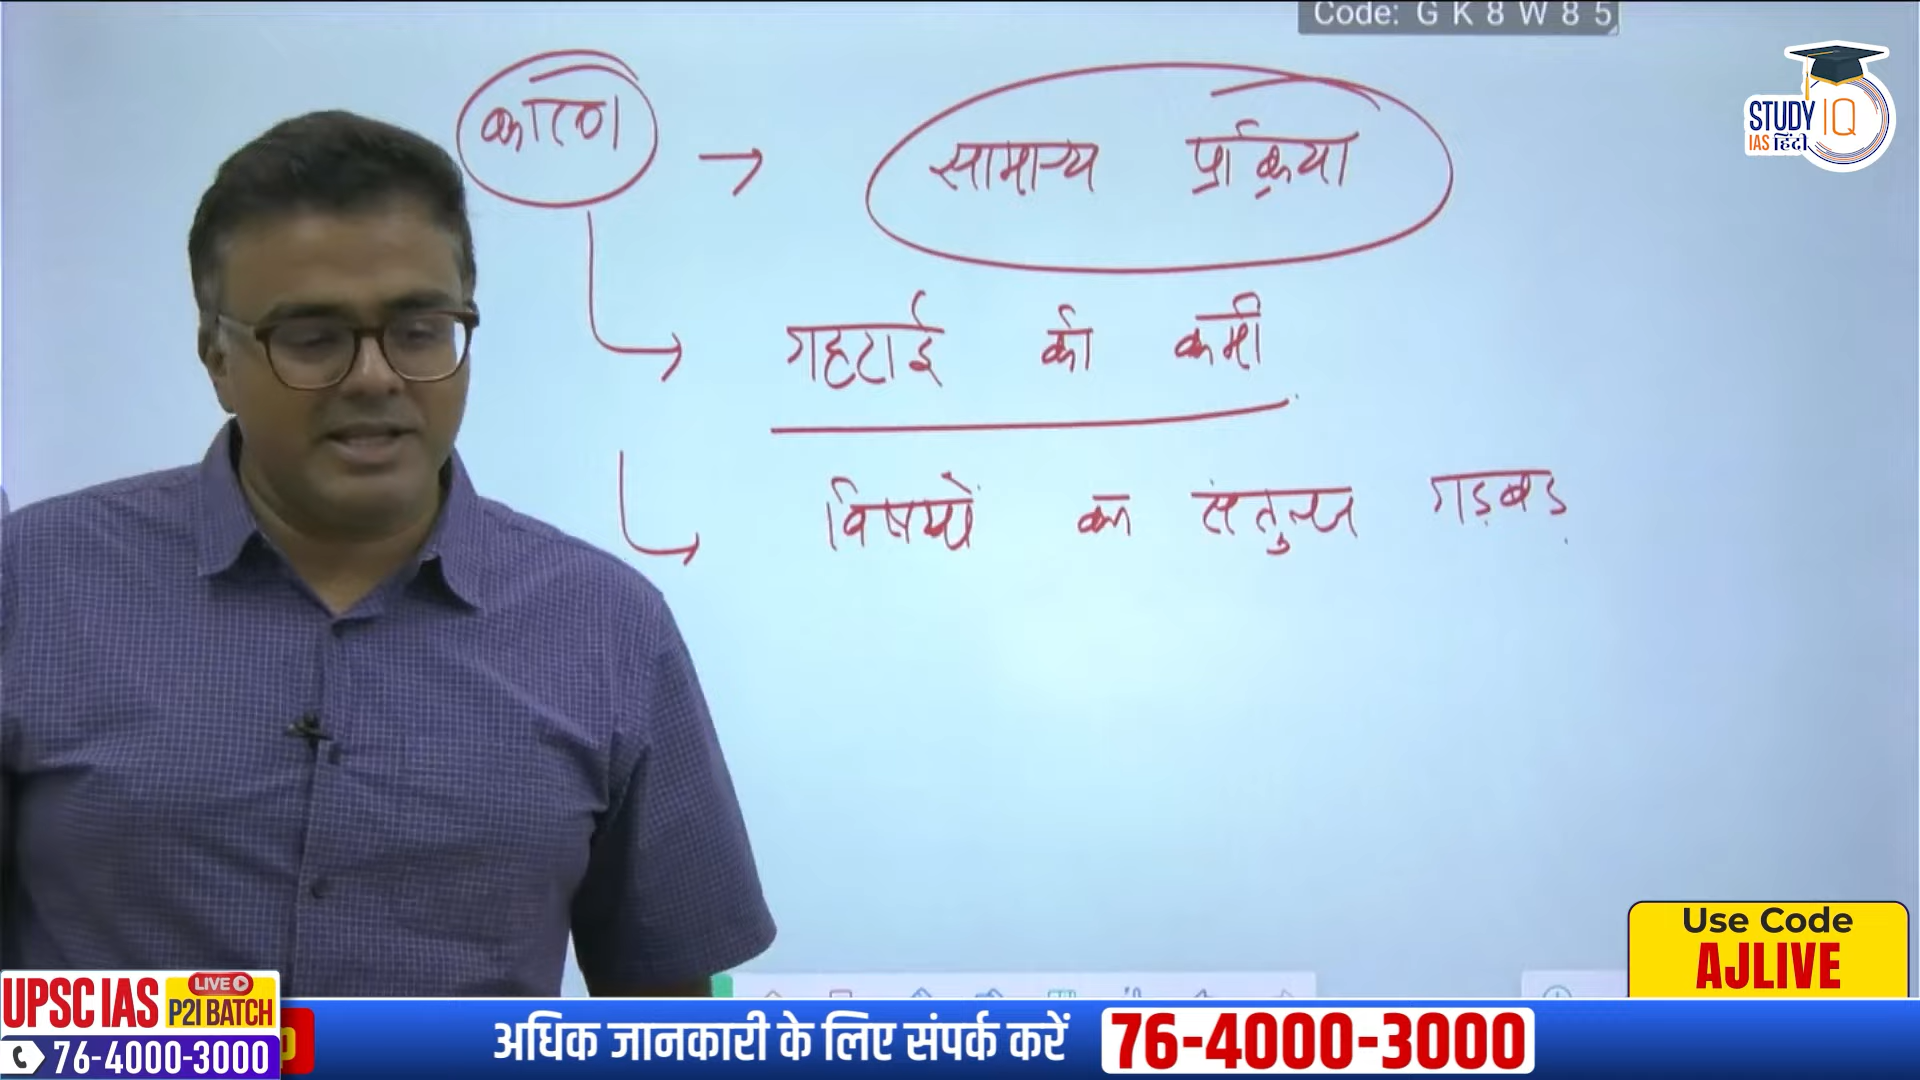 Code: G K 8 W 8 5
STUDY IQ
IAS हिंदी
कारण → सामान्य प्रक्रिया
गहराई की कमी
विषयों का संतुलन गड़बड़
Use Code
AJLIVE
UPSC IAS
LIVE
P2I BATCH
76-4000-3000
अधिक जानकारी के लिए संपर्क करें 76-4000-3000